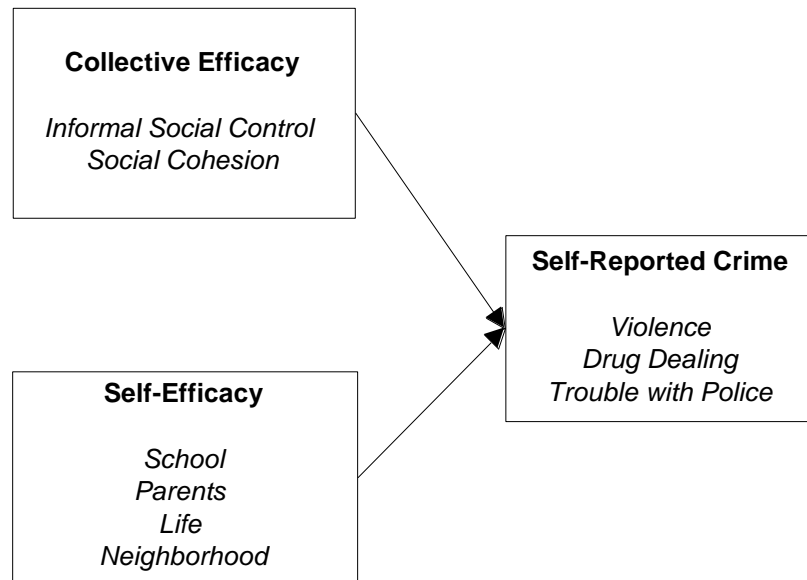 Collective Efficacy
Informal Social Control
Social Cohesion
Self-Reported Crime
Violence
Drug Dealing
Trouble with Police
Self-Efficacy
School
Parents
Life
Neighborhood